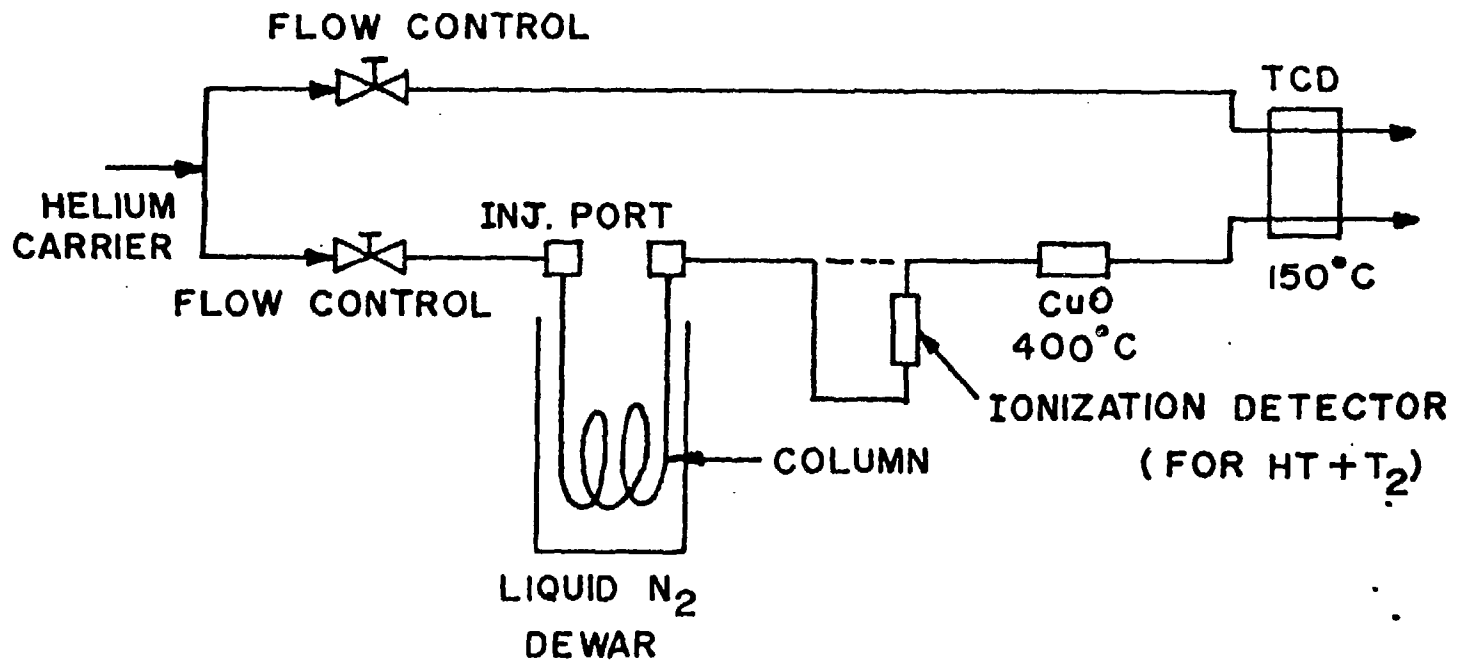 FLOW CONTROL
TCD
HELIUM
CARRIER
INJ. PORT
150°C
FLOW CONTROL
CuO
400°C
IONIZATION DETECTOR
(FOR HT + T2)
COLUMN
LIQUID N2
DEWAR